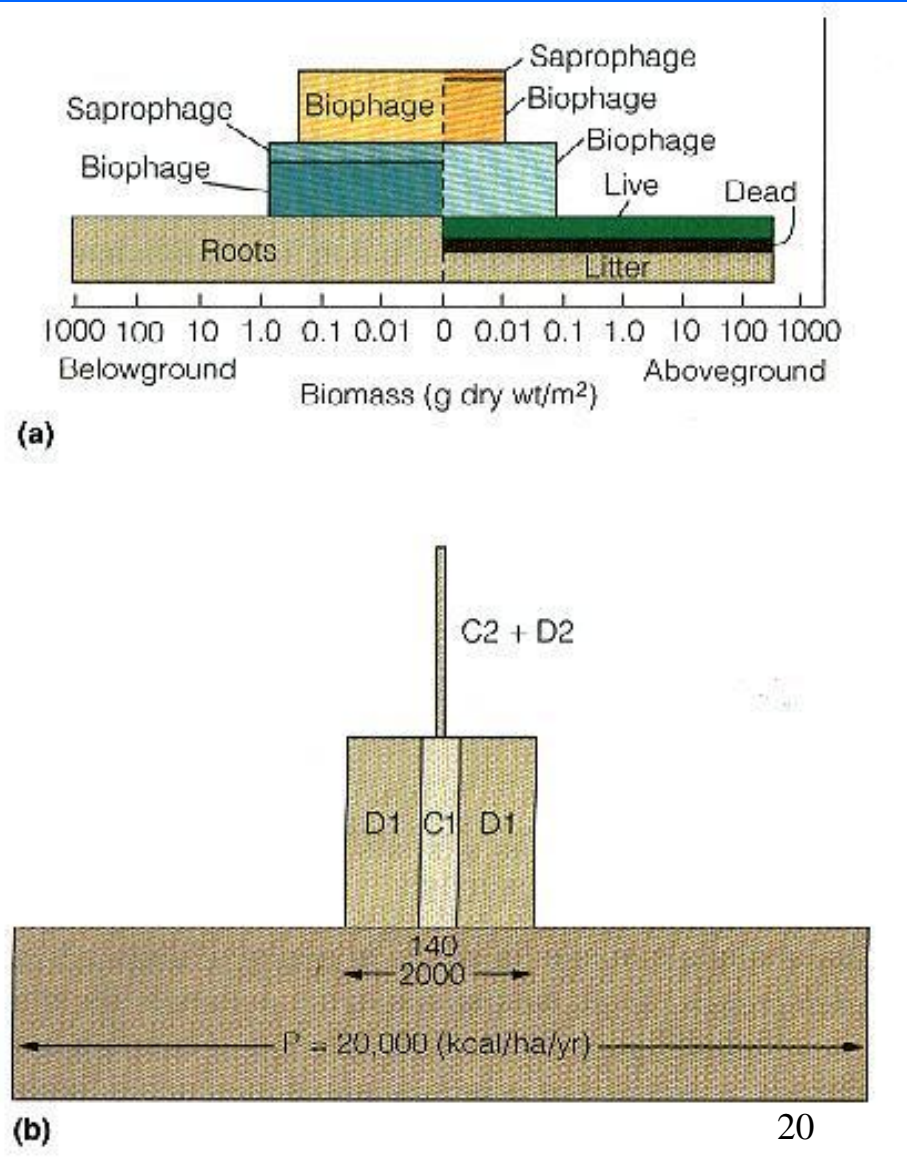 Saprophage
Biophage
Biophage
Saprophage
Biophage
Biophage
Live
Dead
Roots
Litter
1000 100 10 1.0 0.1 0.01 0 0.01 0.1 1.0 10 100 1000
Belowground
Aboveground
Biomass (g dry wt/m²)
(a)
C2 + D2
D1 C1 D1
140
2000
P = 20,000 (kcal/ha/yr)
(b)
20